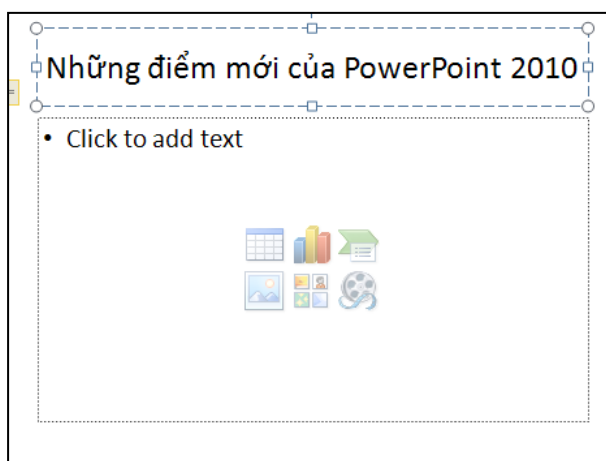 Những điểm mới của PowerPoint 2010
• Click to add text